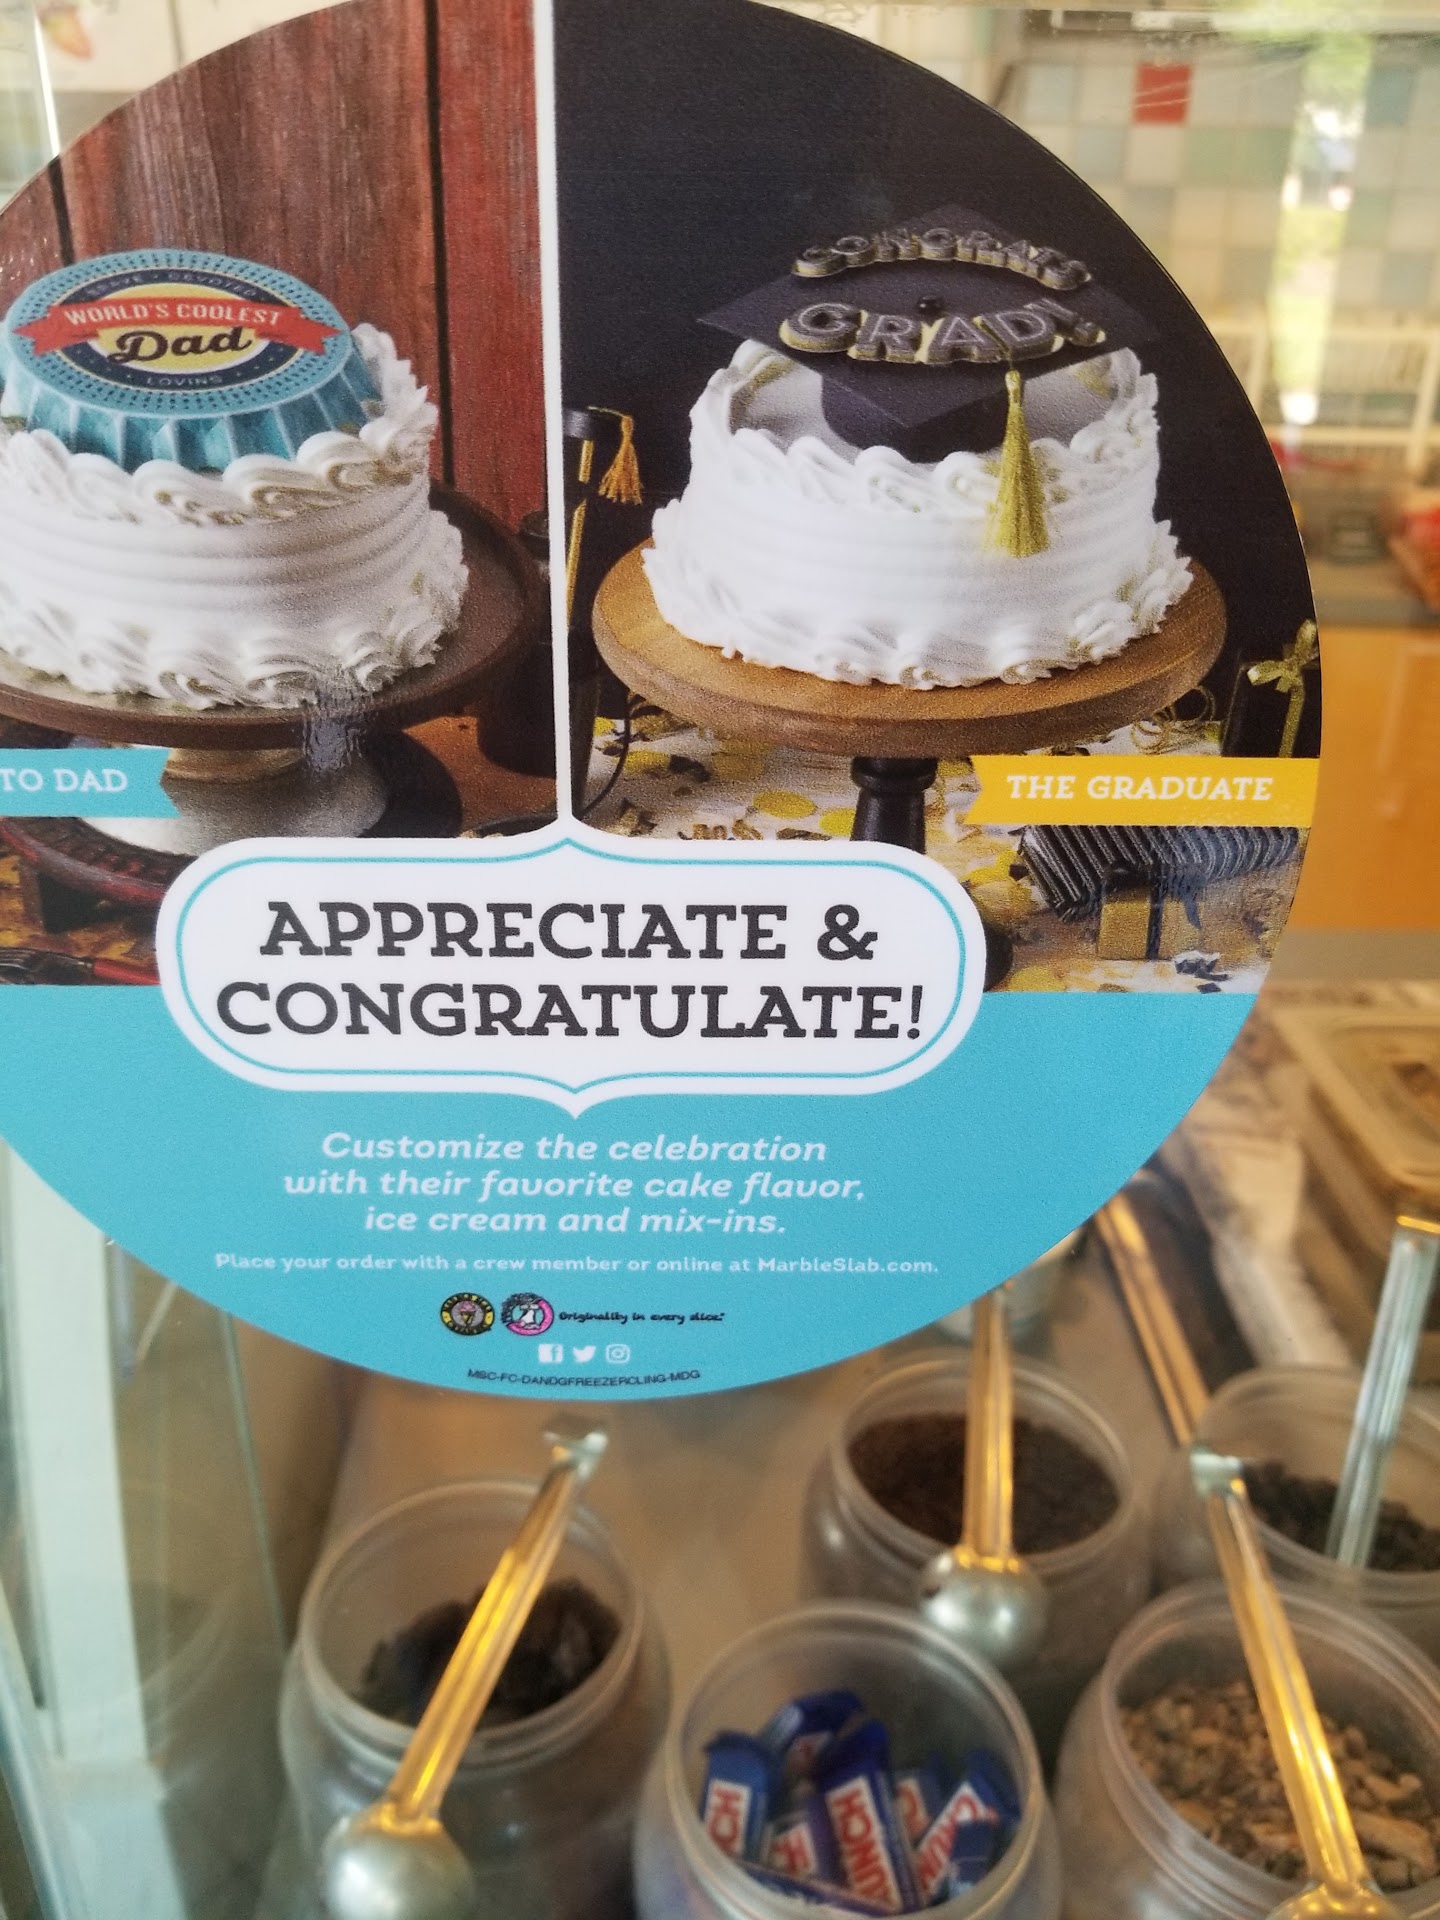 BRAVE • DEVOTED
WORLD'S COOLEST
Dad
LOVING
CONGRATS
GRAD!
TO DAD
THE GRADUATE
APPRECIATE &
CONGRATULATE!
Customize the celebration
with their favorite cake flavor,
ice cream and mix-ins.
Place your order with a crew member or online at MarbleSlab.com.
Originality in every slice.
MSC-FC-DANDGFREEZERCLING-MDG